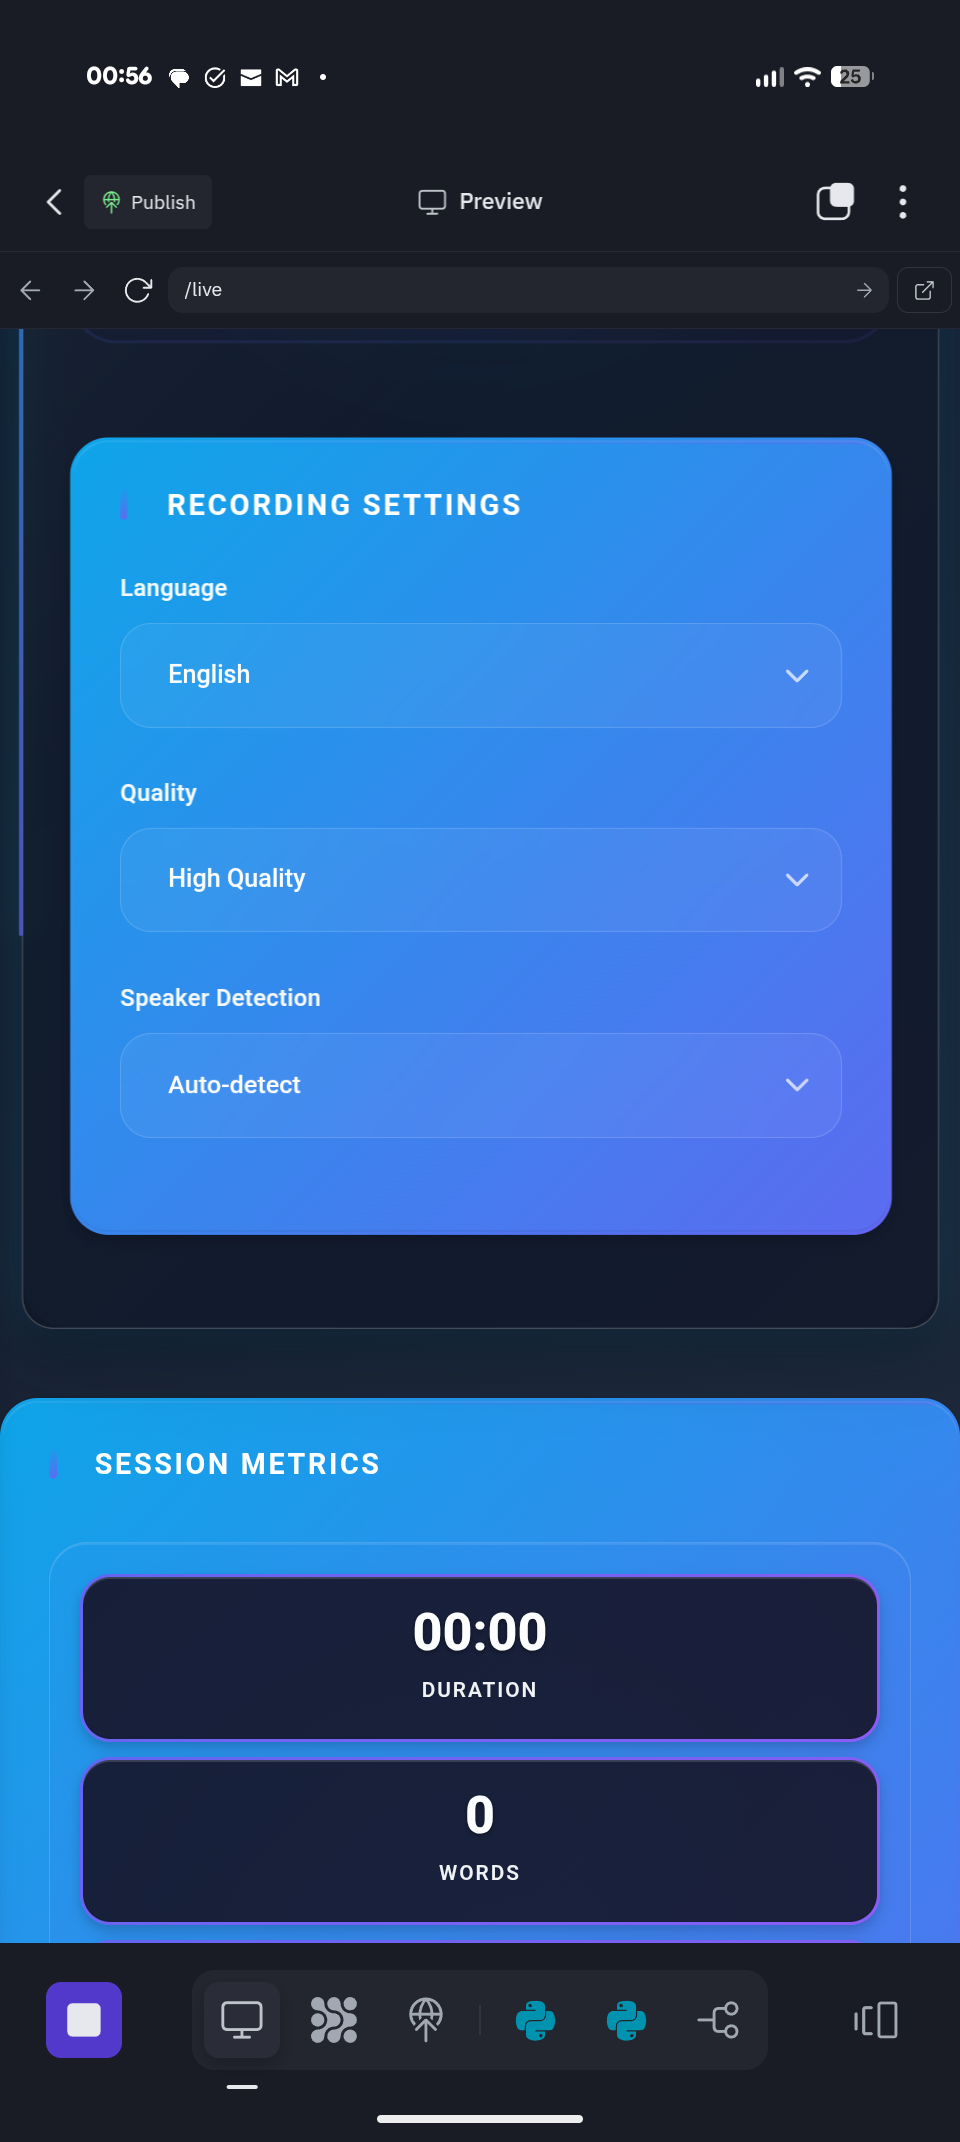 00:56
25
Publish
Preview
/live
RECORDING SETTINGS
Language
English
Quality
High Quality
Speaker Detection
Auto-detect
SESSION METRICS
00:00
DURATION
0
WORDS